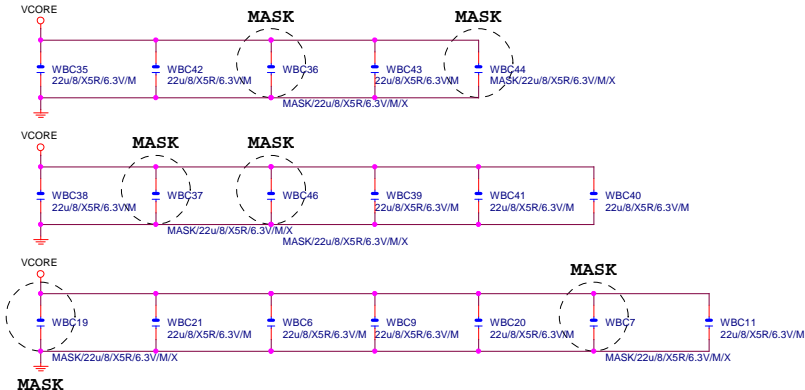 VCORE
MASK
MASK
WBC35
22u/8/X5R/6.3V/M
WBC42
22u/8/X5R/6.3V/M
WBC36
MASK/22u/8/X5R/6.3V/M/X
WBC43
22u/8/X5R/6.3V/M
WBC44
MASK/22u/8/X5R/6.3V/M/X
VCORE
MASK
MASK
WBC38
22u/8/X5R/6.3V/M
WBC37
MASK/22u/8/X5R/6.3V/M/X
WBC46
MASK/22u/8/X5R/6.3V/M/X
WBC39
22u/8/X5R/6.3V/M
WBC41
22u/8/X5R/6.3V/M
WBC40
22u/8/X5R/6.3V/M
VCORE
MASK
WBC19
MASK/22u/8/X5R/6.3V/M/X
WBC21
22u/8/X5R/6.3V/M
WBC6
22u/8/X5R/6.3V/M
WBC9
22u/8/X5R/6.3V/M
WBC20
22u/8/X5R/6.3V/M
WBC7
MASK/22u/8/X5R/6.3V/M/X
WBC11
22u/8/X5R/6.3V/M
MASK